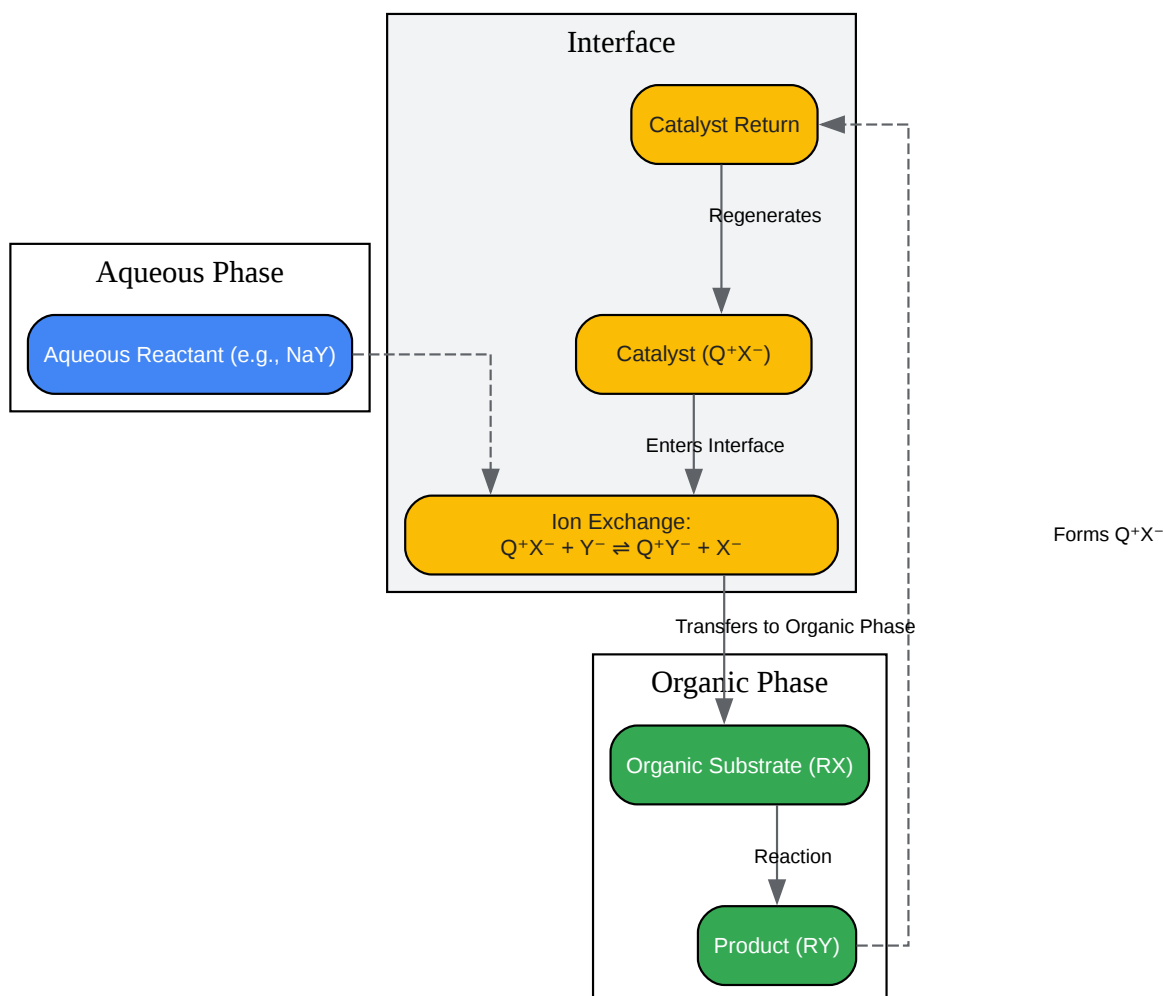 Interface
Catalyst Return
Regenerates
Aqueous Phase
Aqueous Reactant (e.g., NaY)
Catalyst (Q⁺X⁻)
Enters Interface
Ion Exchange:
Q⁺X⁻ + Y⁻ ⇌ Q⁺Y⁻ + X⁻
Forms Q⁺X⁻
Transfers to Organic Phase
Organic Phase
Organic Substrate (RX)
Reaction
Product (RY)